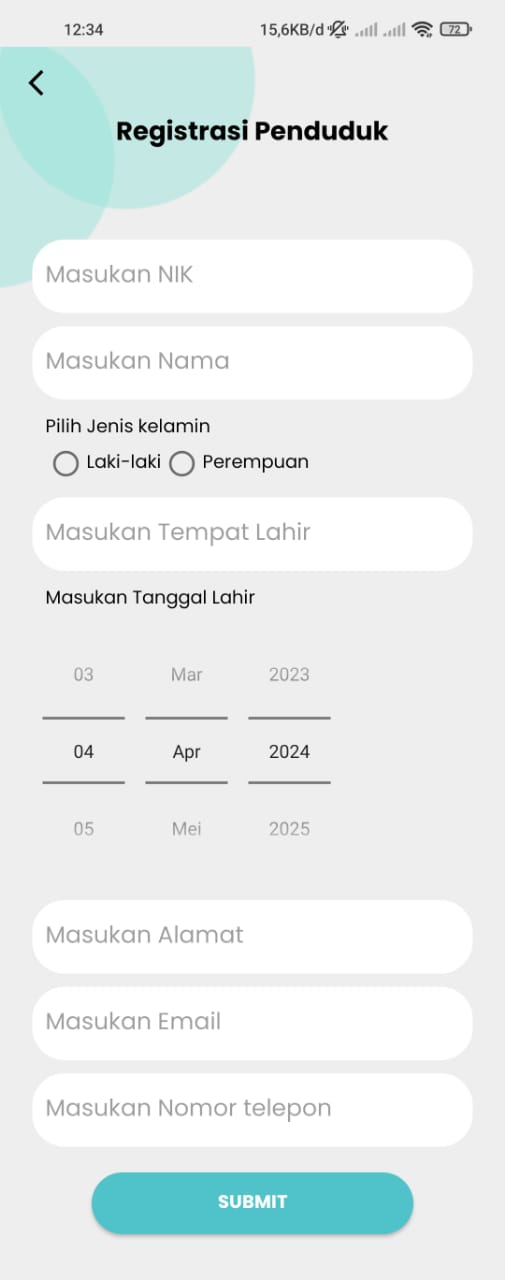 12:34 15,6KB/d 72
Registrasi Penduduk
Masukan NIK
Masukan Nama
Pilih Jenis kelamin
Laki-laki Perempuan
Masukan Tempat Lahir
Masukan Tanggal Lahir
03 Mar 2023
04 Apr 2024
05 Mei 2025
Masukan Alamat
Masukan Email
Masukan Nomor telepon
SUBMIT